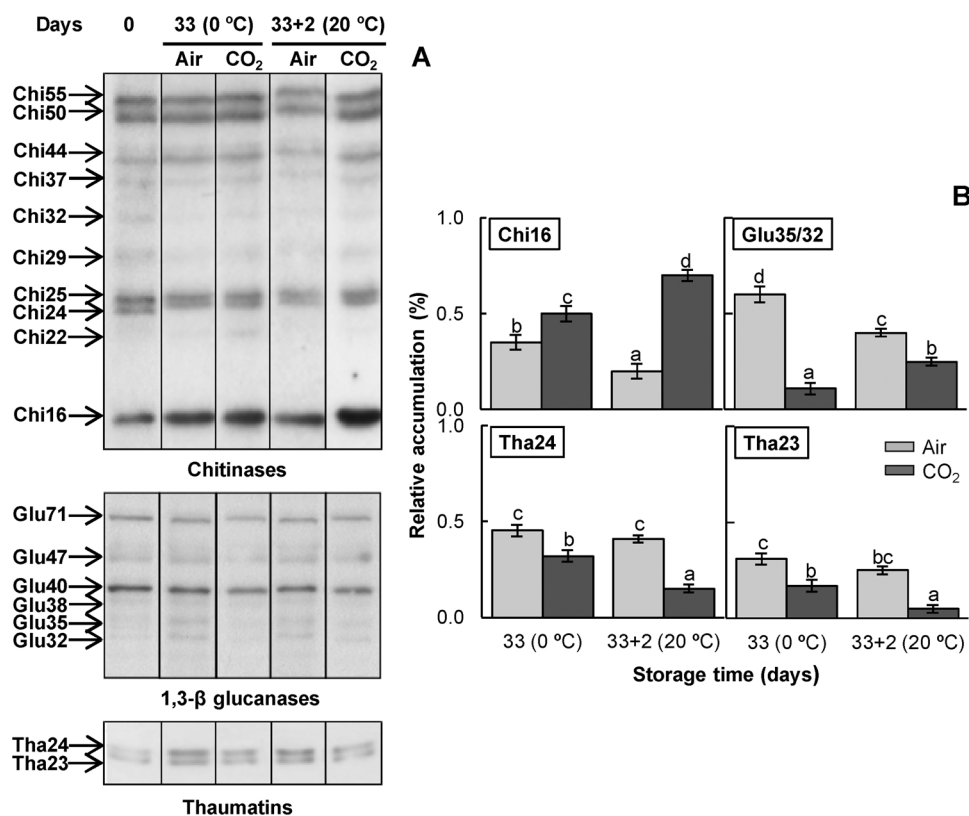 Days 0 33 (0 ºC) 33+2 (20 ºC)
Air CO₂ Air CO₂
A
Chi55
Chi50
Chi44
Chi37
Chi32
Chi29
Chi25
Chi24
Chi22
Chi16
Chitinases
Glu71
Glu47
Glu40
Glu38
Glu35
Glu32
1,3-β glucanases
Tha24
Tha23
Thaumatins
B
Relative accumulation (%)
1.0
0.5
0.0
Chi16
b
c
a
d
Glu35/32
d
a
c
b
1.0
0.5
0.0
Tha24
c
b
c
a
Tha23
Air
CO₂
c
b
bc
a
33 (0 ºC) 33+2 (20 ºC) 33 (0 ºC) 33+2 (20 ºC)
Storage time (days)